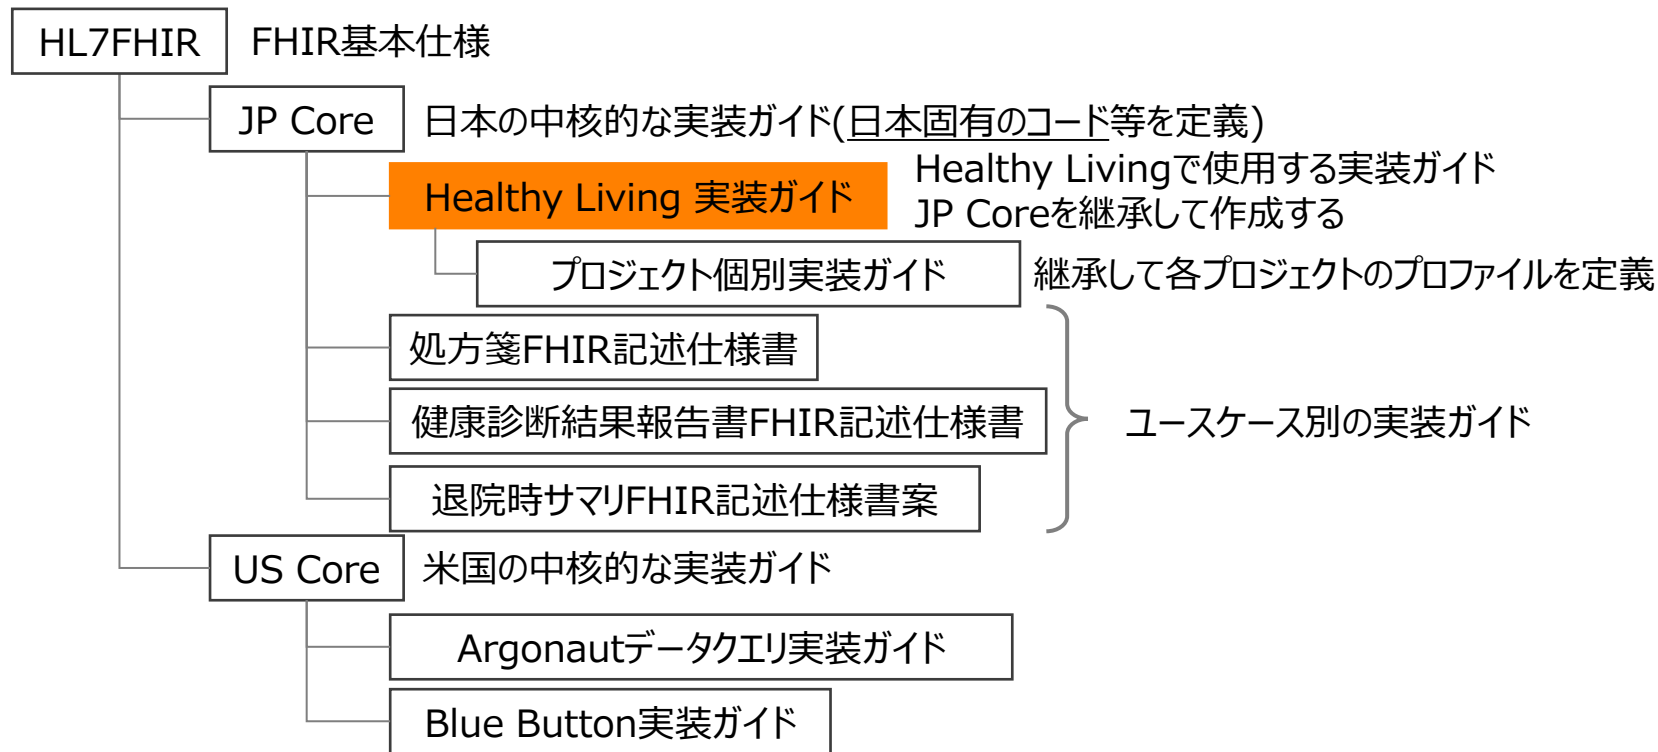 HL7FHIR FHIR基本仕様
JP Core 日本の中核的な実装ガイド(日本固有のコード等を定義)
Healthy Living 実装ガイド
Healthy Livingで使用する実装ガイド
JP Coreを継承して作成する
プロジェクト個別実装ガイド 継承して各プロジェクトのプロファイルを定義
処方箋FHIR記述仕様書
健康診断結果報告書FHIR記述仕様書
ユースケース別の実装ガイド
退院時サマリFHIR記述仕様書案
US Core 米国の中核的な実装ガイド
Argonautデータクエリ実装ガイド
Blue Button実装ガイド